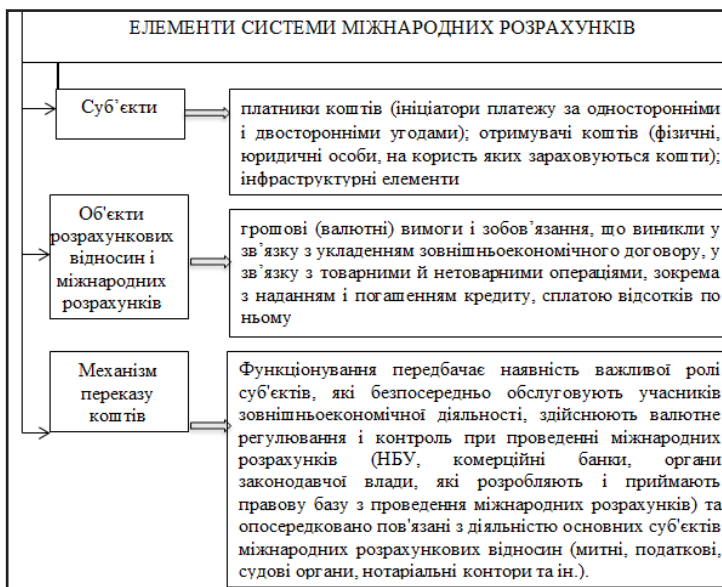 ЕЛЕМЕНТИ СИСТЕМИ МІЖНАРОДНИХ РОЗРАХУНКІВ
Суб’єкти
платники коштів (ініціатори платежу за односторонніми
і двосторонніми угодами); отримувачі коштів (фізичні,
юридичні особи, на користь яких зараховуються кошти);
інфраструктурні елементи
Об'єкти
розрахункових
відносин і
міжнародних
розрахунків
грошові (валютні) вимоги і зобов’язання, що виникли у
зв’язку з укладенням зовнішньоекономічного договору, у
зв’язку з товарними й нетоварними операціями, зокрема
з наданням і погашенням кредиту, сплатою відсотків по
ньому
Механізм
переказу
коштів
Функціонування передбачає наявність важливої ролі
суб'єктів, які безпосередньо обслуговують учасників
зовнішньоекономічної діяльності, здійснюють валютне
регулювання і контроль при проведенні міжнародних
розрахунків (НБУ, комерційні банки, органи
законодавчої влади, які розробляють і приймають
правову базу з проведення міжнародних розрахунків) та
опосередковано пов'язані з діяльністю основних суб'єктів
міжнародних розрахункових відносин (митні, податкові,
судові органи, нотаріальні контори та ін.).